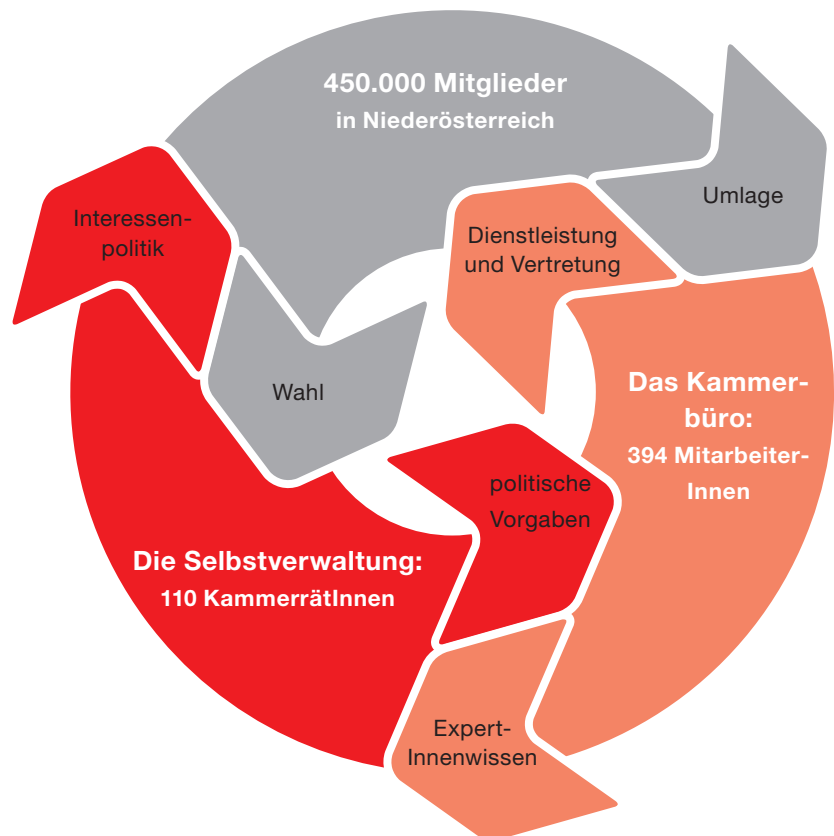 450.000 Mitglieder
in Niederösterreich
Umlage
Interessen-
politik
Dienstleistung
und Vertretung
Wahl
Das Kammer-
büro:
394 Mitarbeiter-
Innen
politische
Vorgaben
Die Selbstverwaltung:
110 KammerrätInnen
Expert-
Innenwissen